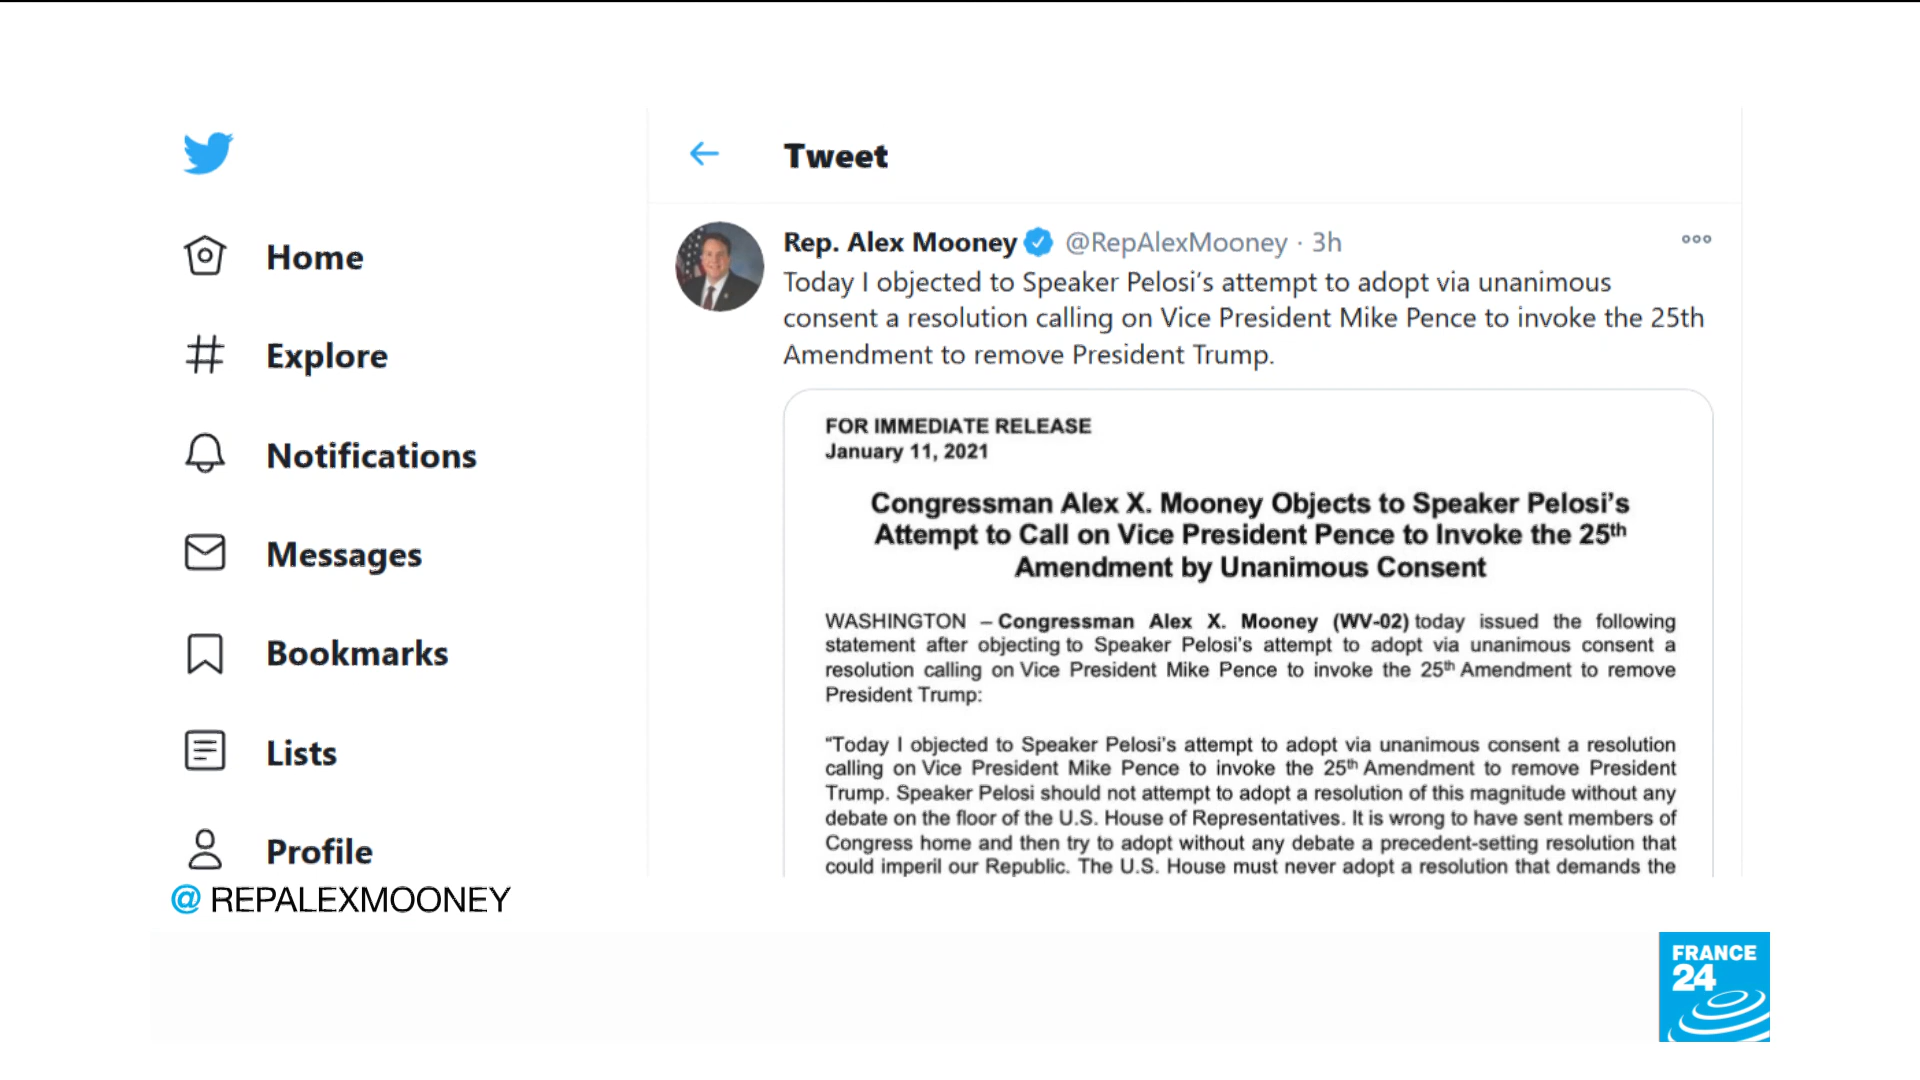 Tweet
Home
Explore
Notifications
Messages
Bookmarks
Lists
Profile
Rep. Alex Mooney @RepAlexMooney · 3h
Today I objected to Speaker Pelosi's attempt to adopt via unanimous
consent a resolution calling on Vice President Mike Pence to invoke the 25th
Amendment to remove President Trump.
FOR IMMEDIATE RELEASE
January 11, 2021
Congressman Alex X. Mooney Objects to Speaker Pelosi's
Attempt to Call on Vice President Pence to Invoke the 25th
Amendment by Unanimous Consent
WASHINGTON – Congressman Alex X. Mooney (WV-02) today issued the following
statement after objecting to Speaker Pelosi's attempt to adopt via unanimous consent a
resolution calling on Vice President Mike Pence to invoke the 25th Amendment to remove
President Trump:
"Today I objected to Speaker Pelosi's attempt to adopt via unanimous consent a resolution
calling on Vice President Mike Pence to invoke the 25th Amendment to remove President
Trump. Speaker Pelosi should not attempt to adopt a resolution of this magnitude without any
debate on the floor of the U.S. House of Representatives. It is wrong to have sent members of
Congress home and then try to adopt without any debate a precedent-setting resolution that
could imperil our Republic. The U.S. House must never adopt a resolution that demands the
@ REPALEXMOONEY
FRANCE
24